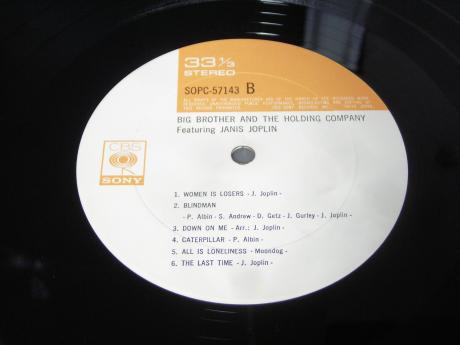 33 1/3
STEREO
SOPC-57143 B
BIG BROTHER AND THE HOLDING COMPANY
Featuring JANIS JOPLIN
CBS
SONY
1. WOMEN IS LOSERS - J. Joplin -
2. BLINDMAN
- P. Albin - S. Andrew - D. Getz - J. Gurley - J. Joplin -
3. DOWN ON ME - Arr.; J. Joplin -
4. CATERPILLAR - P. Albin -
5. ALL IS LONELINESS - Moondog -
6. THE LAST TIME - J. Joplin -